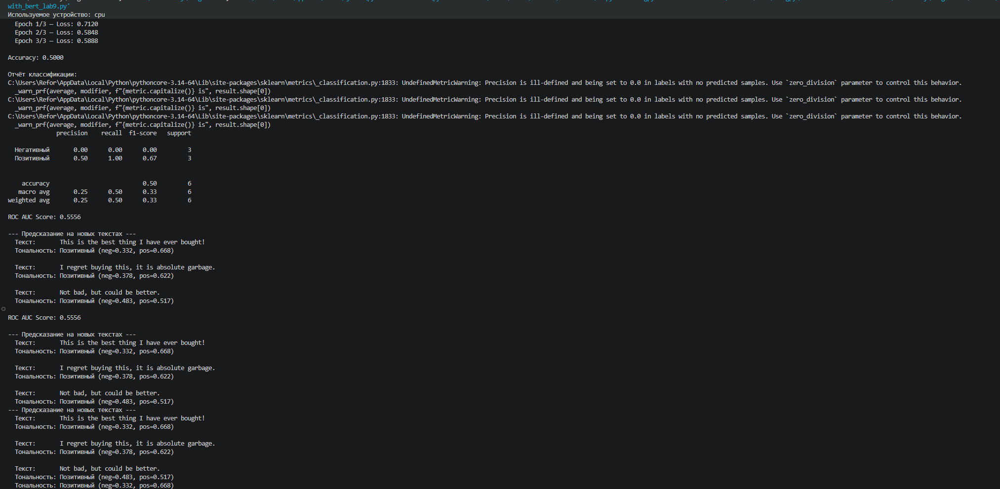 with_bert_lab9.py'
Используемое устройство: cpu
  Epoch 1/3 — Loss: 0.7120
  Epoch 2/3 — Loss: 0.5848
  Epoch 3/3 — Loss: 0.5888

Accuracy: 0.5000

Отчёт классификации:
C:\Users\Refor\AppData\Local\Python\pythoncore-3.14-64\Lib\site-packages\sklearn\metrics\_classification.py:1833: UndefinedMetricWarning: Precision is ill-defined and being set to 0.0 in labels with no predicted samples. Use `zero_division` parameter to control this behavior.
  _warn_prf(average, modifier, f"{metric.capitalize()} is", result.shape[0])
C:\Users\Refor\AppData\Local\Python\pythoncore-3.14-64\Lib\site-packages\sklearn\metrics\_classification.py:1833: UndefinedMetricWarning: Precision is ill-defined and being set to 0.0 in labels with no predicted samples. Use `zero_division` parameter to control this behavior.
  _warn_prf(average, modifier, f"{metric.capitalize()} is", result.shape[0])
C:\Users\Refor\AppData\Local\Python\pythoncore-3.14-64\Lib\site-packages\sklearn\metrics\_classification.py:1833: UndefinedMetricWarning: Precision is ill-defined and being set to 0.0 in labels with no predicted samples. Use `zero_division` parameter to control this behavior.
  _warn_prf(average, modifier, f"{metric.capitalize()} is", result.shape[0])
              precision    recall  f1-score   support

  Негативный       0.00      0.00      0.00         3
  Позитивный       0.50      1.00      0.67         3

    accuracy                           0.50         6
   macro avg       0.25      0.50      0.33         6
weighted avg       0.25      0.50      0.33         6

ROC AUC Score: 0.5556

--- Предсказание на новых текстах ---
  Текст:       This is the best thing I have ever bought!
  Тональность: Позитивный (neg=0.332, pos=0.668)

  Текст:       I regret buying this, it is absolute garbage.
  Тональность: Позитивный (neg=0.378, pos=0.622)

  Текст:       Not bad, but could be better.
  Тональность: Позитивный (neg=0.483, pos=0.517)

ROC AUC Score: 0.5556

--- Предсказание на новых текстах ---
  Текст:       This is the best thing I have ever bought!
  Тональность: Позитивный (neg=0.332, pos=0.668)

  Текст:       I regret buying this, it is absolute garbage.
  Тональность: Позитивный (neg=0.378, pos=0.622)

  Текст:       Not bad, but could be better.
  Тональность: Позитивный (neg=0.483, pos=0.517)
--- Предсказание на новых текстах ---
  Текст:       This is the best thing I have ever bought!
  Тональность: Позитивный (neg=0.332, pos=0.668)

  Текст:       I regret buying this, it is absolute garbage.
  Тональность: Позитивный (neg=0.378, pos=0.622)

  Текст:       Not bad, but could be better.
  Тональность: Позитивный (neg=0.483, pos=0.517)
  Тональность: Позитивный (neg=0.332, pos=0.668)